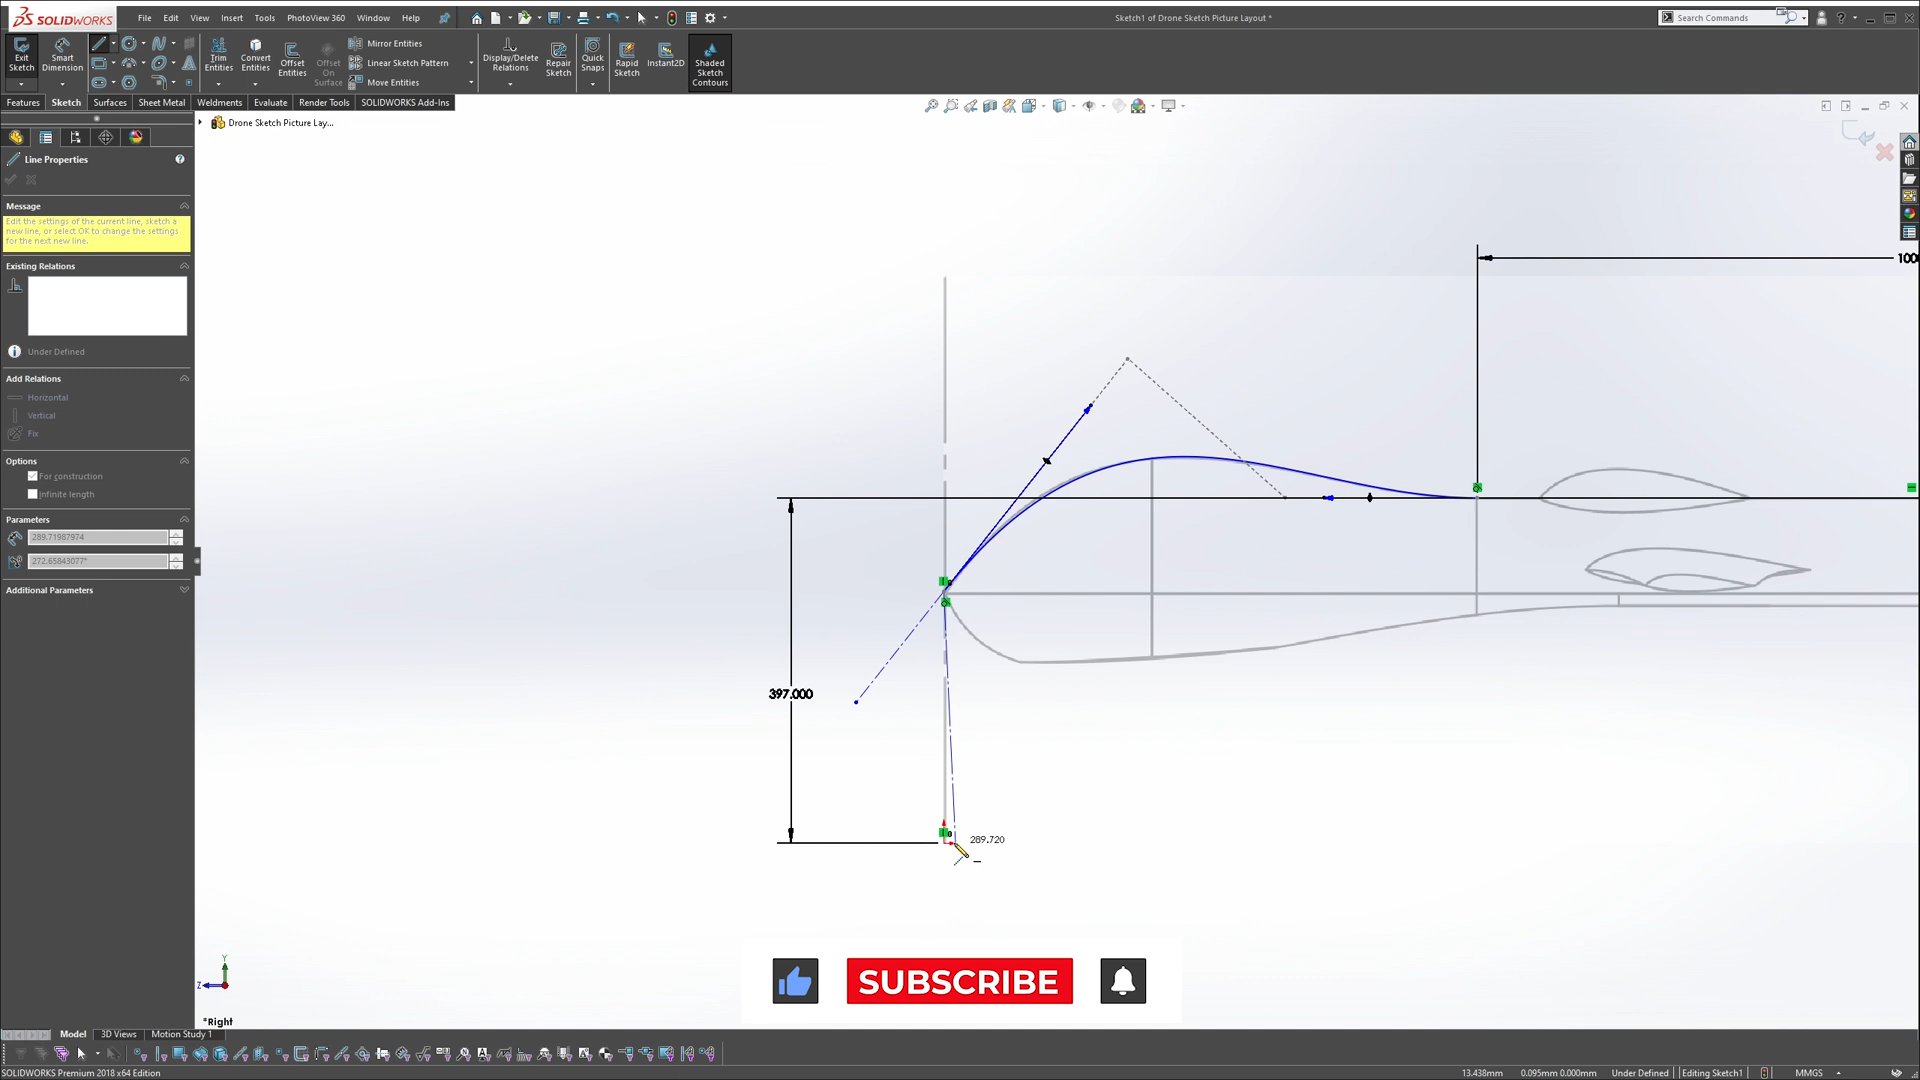 SOLIDWORKS
File Edit View Insert Tools PhotoView 360 Window Help
Sketch1 of Drone Sketch Picture Layout *
Search Commands
Exit Sketch
Smart Dimension
Trim Entities
Convert Entities
Offset Entities
Offset On Surface
Mirror Entities
Linear Sketch Pattern
Move Entities
Display/Delete Relations
Repair Sketch
Quick Snaps
Rapid Sketch
Instant2D
Shaded Sketch Contours
Features Sketch Surfaces Sheet Metal Weldments Evaluate Render Tools SOLIDWORKS Add-Ins
Drone Sketch Picture Lay...
Line Properties
Message
Edit the settings of the current line, sketch a
new line, or select OK to change the settings
for the next new line.
Existing Relations
Under Defined
Add Relations
Horizontal
Vertical
Fix
Options
For construction
Infinite length
Parameters
289.71987974
272.65843077°
Additional Parameters
100
397.000
289.720
SUBSCRIBE
Y
Z
*Right
Model 3D Views Motion Study 1
SOLIDWORKS Premium 2018 x64 Edition
13.438mm 0.095mm 0.000mm Under Defined Editing Sketch1 MMGS